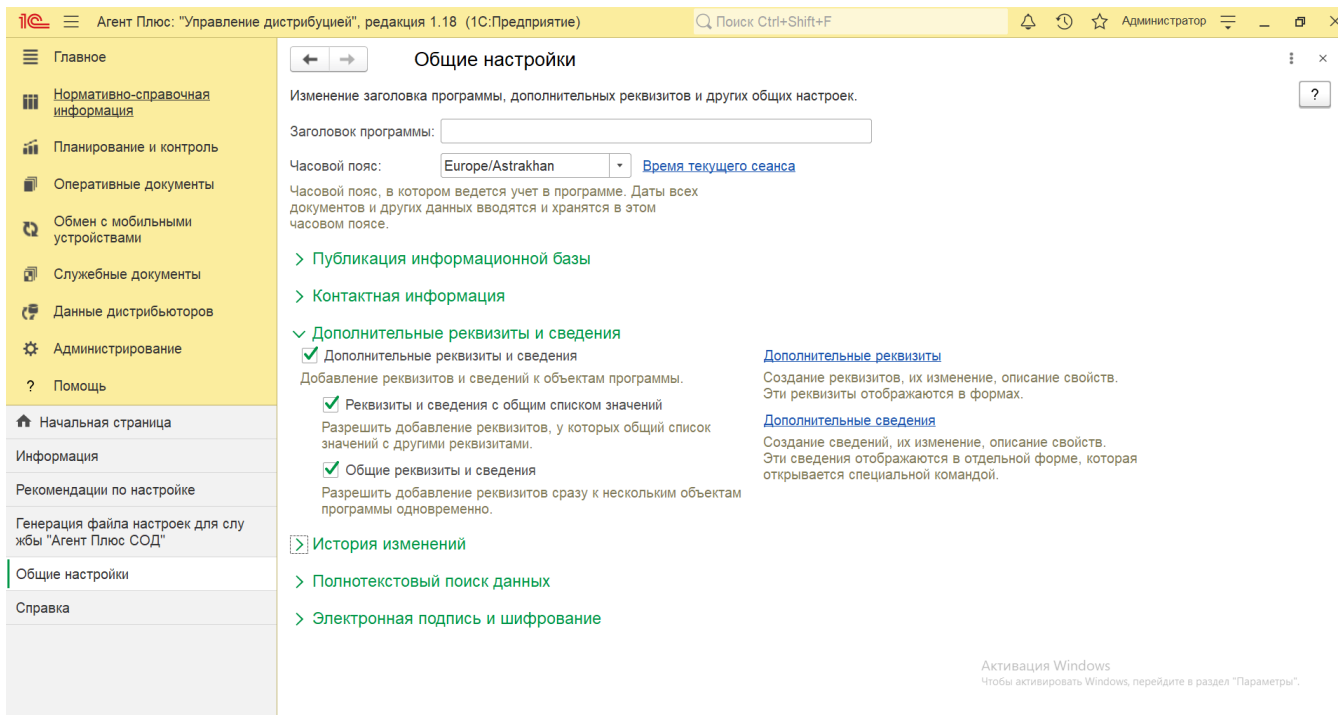 1С Агент Плюс: "Управление дистрибуцией", редакция 1.18 (1С:Предприятие) Поиск Ctrl+Shift+F Администратор
Главное
Нормативно-справочная
информация
Планирование и контроль
Оперативные документы
Обмен с мобильными
устройствами
Служебные документы
Данные дистрибьюторов
Администрирование
? Помощь
Начальная страница
Информация
Рекомендации по настройке
Генерация файла настроек для слу
жбы "Агент Плюс СОД"
Общие настройки
Справка
Общие настройки
Изменение заголовка программы, дополнительных реквизитов и других общих настроек.
?
Заголовок программы:
Часовой пояс: Europe/Astrakhan Время текущего сеанса
Часовой пояс, в котором ведется учет в программе. Даты всех
документов и других данных вводятся и хранятся в этом
часовом поясе.
Публикация информационной базы
Контактная информация
Дополнительные реквизиты и сведения
Дополнительные реквизиты и сведения
Добавление реквизитов и сведений к объектам программы.
Реквизиты и сведения с общим списком значений
Разрешить добавление реквизитов, у которых общий список
значений с другими реквизитами.
Общие реквизиты и сведения
Разрешить добавление реквизитов сразу к нескольким объектам
программы одновременно.
Дополнительные реквизиты
Создание реквизитов, их изменение, описание свойств.
Эти реквизиты отображаются в формах.
Дополнительные сведения
Создание сведений, их изменение, описание свойств.
Эти сведения отображаются в отдельной форме, которая
открывается специальной командой.
История изменений
Полнотекстовый поиск данных
Электронная подпись и шифрование
Активация Windows
Чтобы активировать Windows, перейдите в раздел "Параметры".